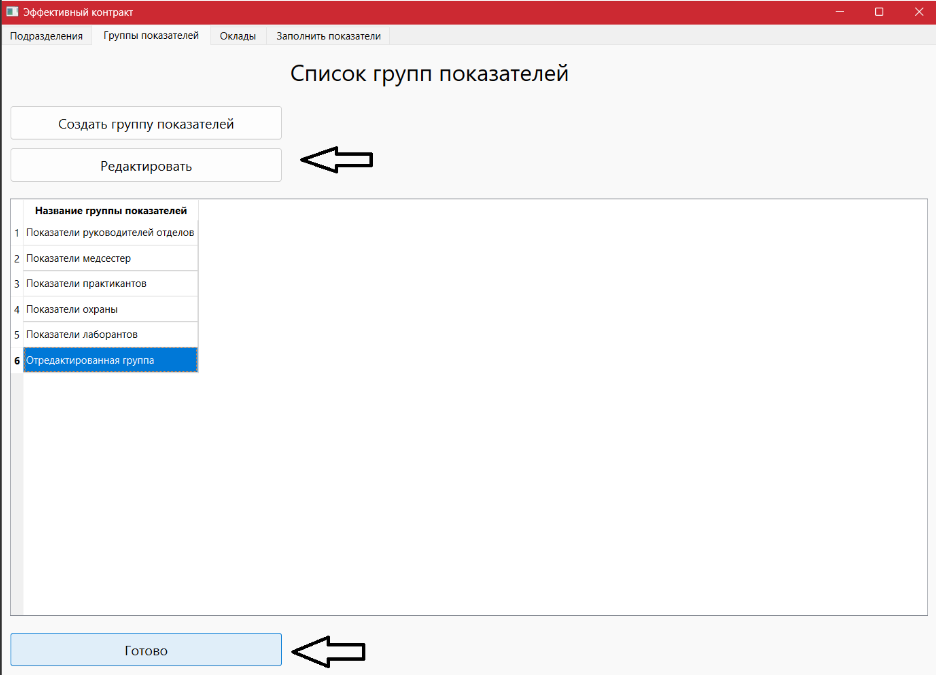 Эффективный контракт
Подразделения Группы показателей Оклады Заполнить показатели
Список групп показателей
Создать группу показателей
Редактировать
Название группы показателей
1 Показатели руководителей отделов
2 Показатели медсестер
3 Показатели практикантов
4 Показатели охраны
5 Показатели лаборантов
6 Отредактированная группа
Готово